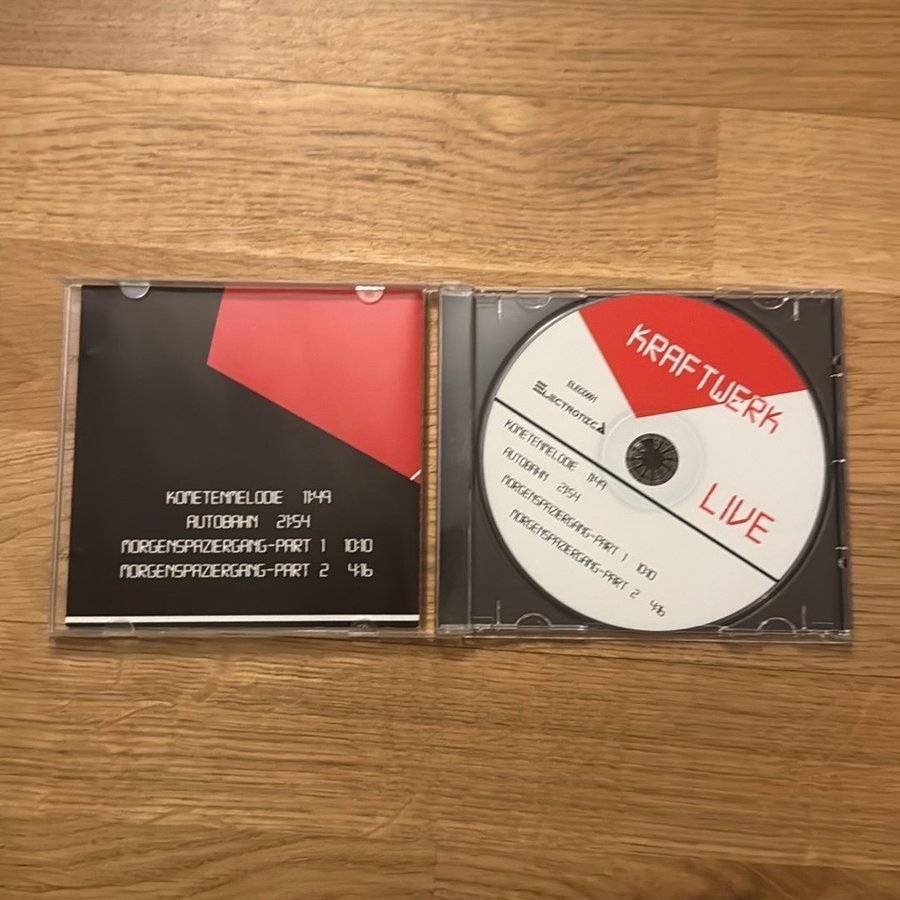 KOMETENMELODIE 11:49
AUTOBAHN 21:54
MORGENSPAZIERGANG-PART 1 10:10
MORGENSPAZIERGANG-PART 2 4:16
KRAFTWERK
ELEC001
ELECTRONICA
LIVE
KOMETENMELODIE 11:49
AUTOBAHN 21:54
MORGENSPAZIERGANG-PART 1 10:10
MORGENSPAZIERGANG-PART 2 4:16